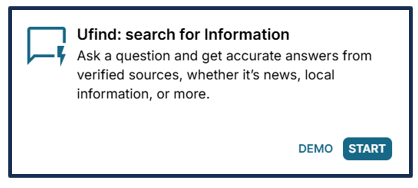 Ufind: search for Information
Ask a question and get accurate answers from
verified sources, whether it's news, local
information, or more.
DEMO START